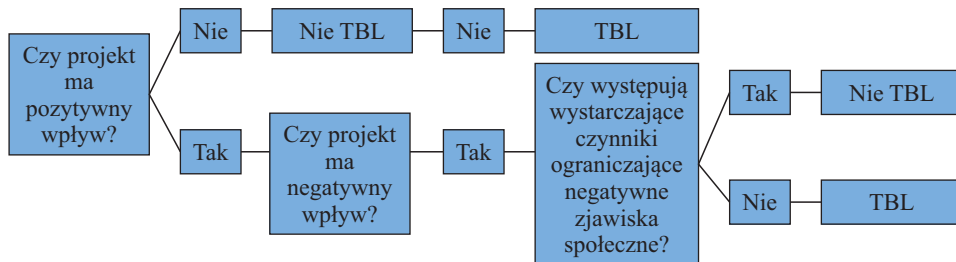 Nie
Nie TBL
Nie
TBL
Czy projekt
ma
pozytywny
wpływ?
Tak
Czy projekt
ma
negatywny
wpływ?
Tak
Czy występują
wystarczające
czynniki
ograniczające
negatywne
zjawiska
społeczne?
Tak
Nie TBL
Nie
TBL